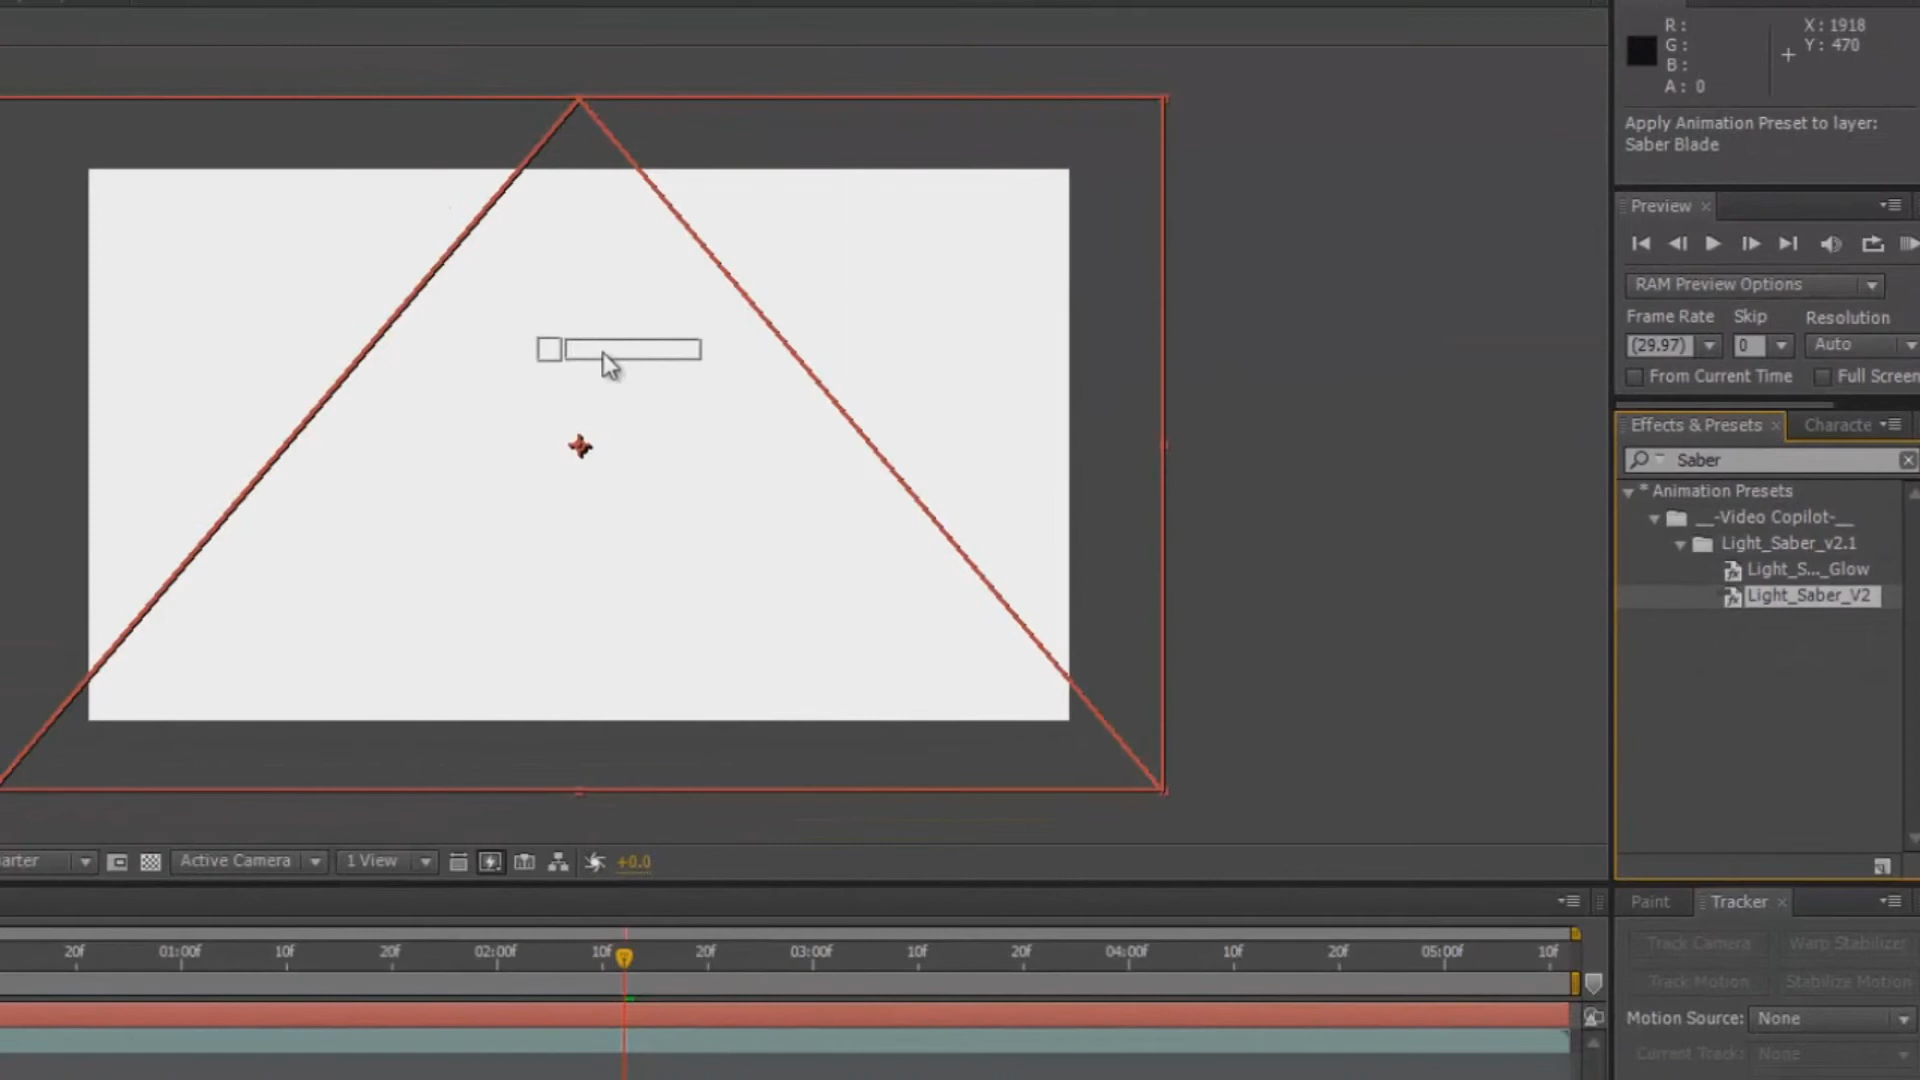 R :
G :
B :
A : 0
X : 1918
Y : 470
Apply Animation Preset to layer:
Saber Blade
Preview
RAM Preview Options
Frame Rate Skip Resolution
(29.97) 0 Auto
From Current Time Full Screen
Effects & Presets Characte
Saber
* Animation Presets
__-Video Copilot-__
Light_Saber_v2.1
Light_S..._Glow
Light_Saber_V2
arter Active Camera 1 View +0.0
Paint Tracker
20f 01:00f 10f 20f 02:00f 10f 20f 03:00f 10f 20f 04:00f 10f 20f 05:00f 10f
Track Camera Warp Stabilizer
Track Motion Stabilize Motion
Motion Source: None
Current Track: None